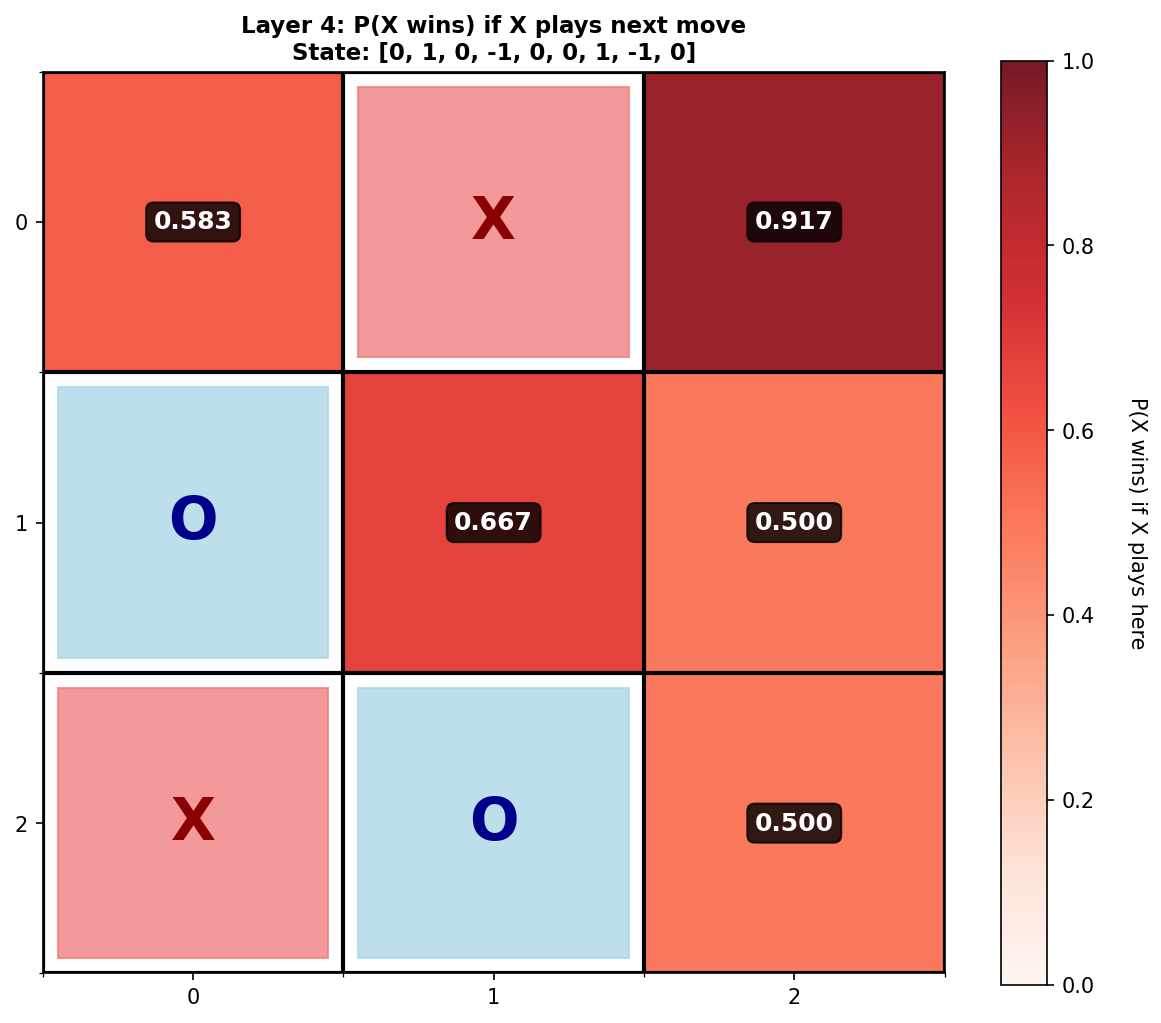 Layer 4: P(X wins) if X plays next move
State: [0, 1, 0, -1, 0, 0, 1, -1, 0]
0.583
X
0.917
O
0.667
0.500
X
O
0.500
0
1
2
0
1
2
1.0
0.8
0.6
0.4
0.2
0.0
P(X wins) if X plays here